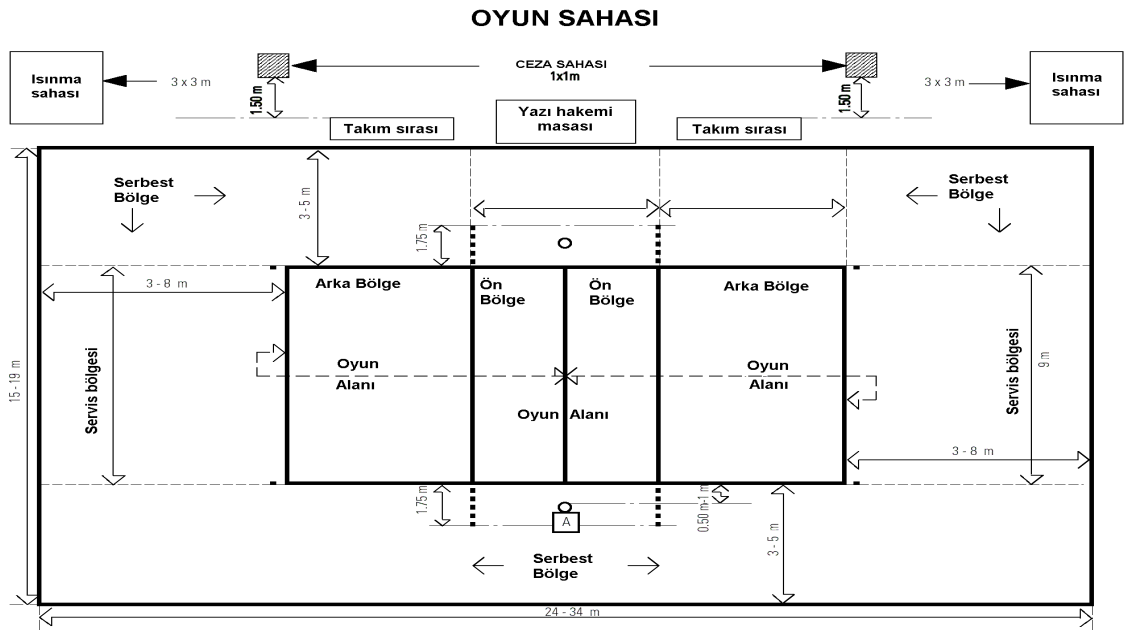 OYUN SAHASI
Isınma
sahası
3 x 3 m
1.50 m
CEZA SAHASI
1x1m
1.50 m
3 x 3 m
Isınma
sahası
Takım sırası
Yazı hakemi
masası
Takım sırası
Serbest
Bölge
3 - 5 m
1.75 m
Serbest
Bölge
3 - 8 m
Arka Bölge
Ön
Bölge
Ön
Bölge
Arka Bölge
15 - 19 m
Servis bölgesi
Oyun
Alanı
Oyun Alanı
Oyun
Alanı
Servis bölgesi
9 m
3 - 8 m
1.75 m
A
0.50 m-1 m
3 - 5 m
Serbest
Bölge
24 - 34 m